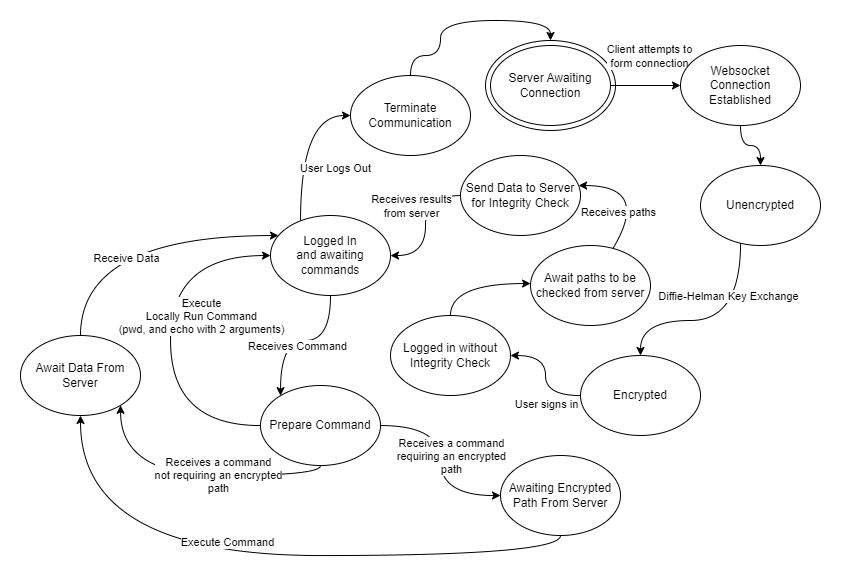 Client attempts to
form connection
Server Awaiting
Connection
Websocket
Connection
Established
Terminate
Communication
User Logs Out
Send Data to Server
for Integrity Check
Receives results
from server
Receives paths
Unencrypted
Logged In
and awaiting
commands
Receive Data
Await paths to be
checked from server
Diffie-Helman Key Exchange
Execute
Locally Run Command
(pwd, and echo with 2 arguments)
Receives Command
Logged in without
Integrity Check
Await Data From
Server
User signs in
Encrypted
Prepare Command
Receives a command
requiring an encrypted
path
Receives a command
not requiring an encrypted
path
Awaiting Encrypted
Path From Server
Execute Command